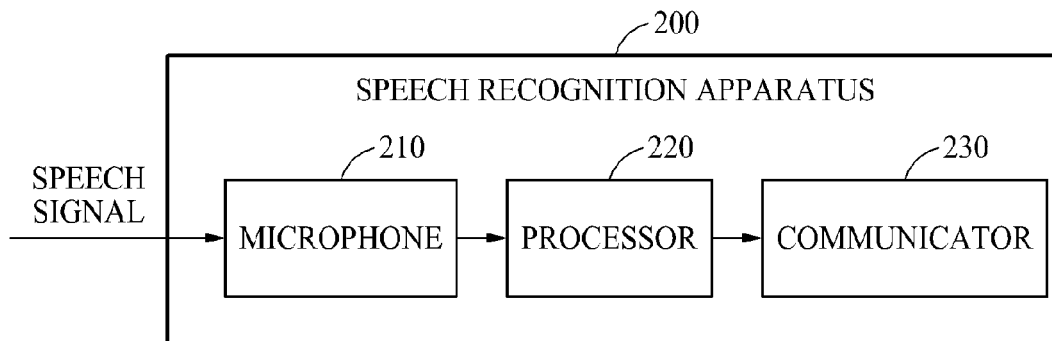 200
SPEECH RECOGNITION APPARATUS
210
220
230
SPEECH
SIGNAL
MICROPHONE
PROCESSOR
COMMUNICATOR